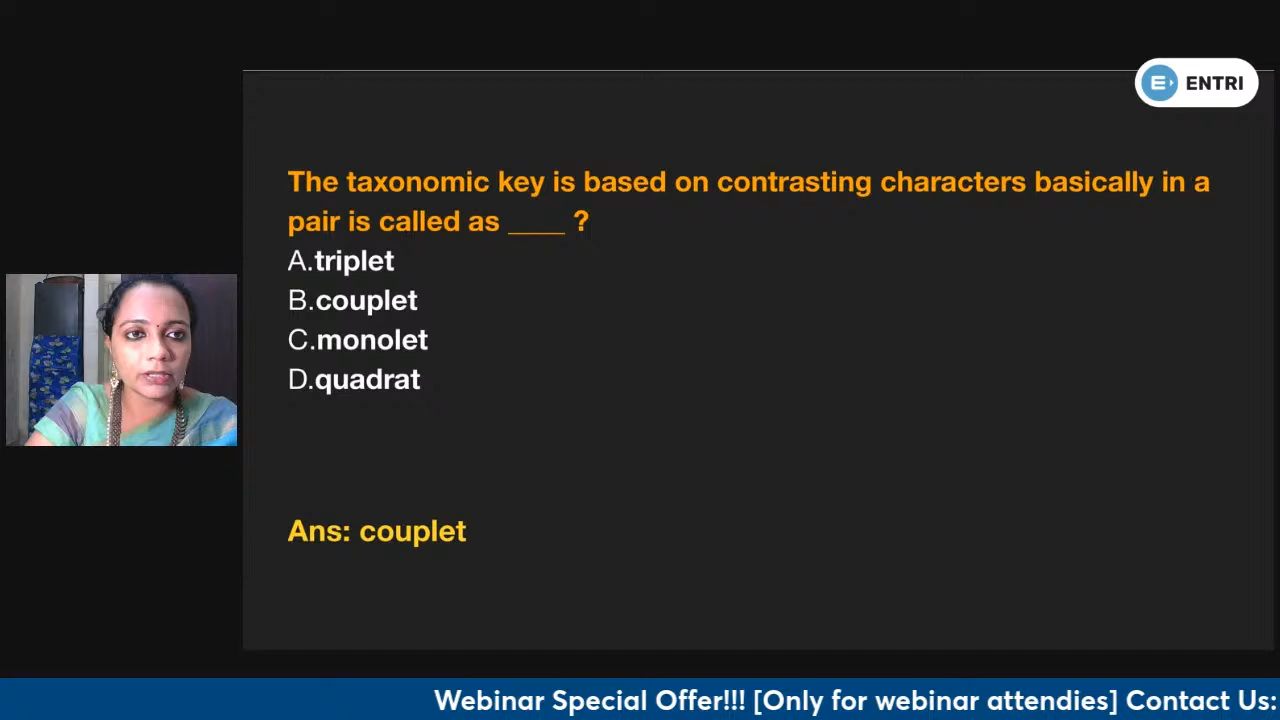 ENTRI
The taxonomic key is based on contrasting characters basically in a
pair is called as ____ ?
A.triplet
B.couplet
C.monolet
D.quadrat
Ans: couplet
Webinar Special Offer!!! [Only for webinar attendies] Contact Us: